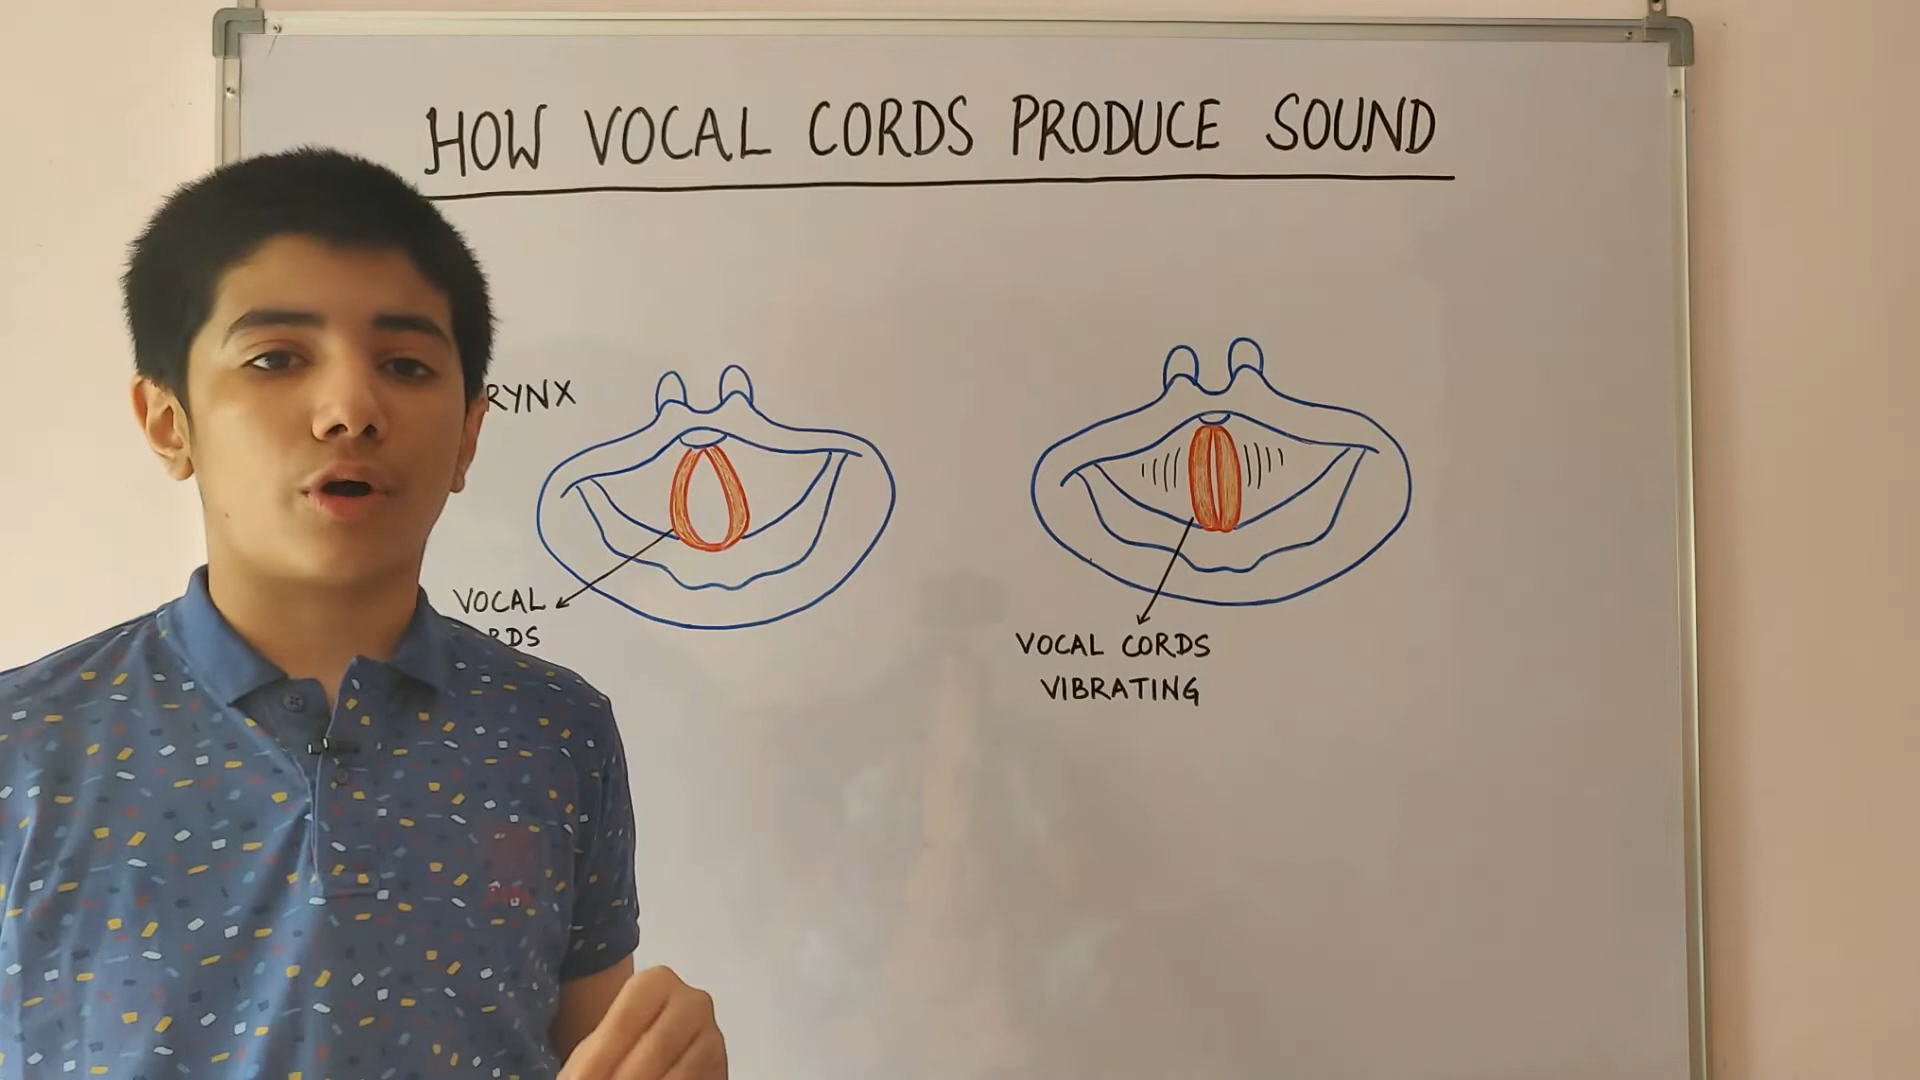 HOW VOCAL CORDS PRODUCE SOUND
RYNX
VOCAL
RDS
VOCAL CORDS
VIBRATING